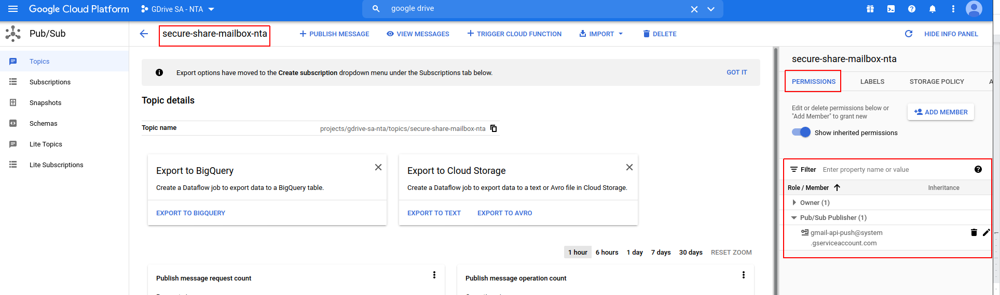 Google Cloud Platform
GDrive SA - NTA
google drive
Pub/Sub
secure-share-mailbox-nta
PUBLISH MESSAGE
VIEW MESSAGES
TRIGGER CLOUD FUNCTION
IMPORT
DELETE
HIDE INFO PANEL
Topics
Subscriptions
Snapshots
Schemas
Lite Topics
Lite Subscriptions
Export options have moved to the Create subscription dropdown menu under the Subscriptions tab below.
GOT IT
Topic details
Topic name
projects/gdrive-sa-nta/topics/secure-share-mailbox-nta
Export to BigQuery
Create a Dataflow job to export data to a BigQuery table.
EXPORT TO BIGQUERY
Export to Cloud Storage
Create a Dataflow job to export data to a text or Avro file in Cloud Storage.
EXPORT TO TEXT
EXPORT TO AVRO
1 hour
6 hours
1 day
7 days
30 days
RESET ZOOM
Publish message request count
Publish message operation count
secure-share-mailbox-nta
PERMISSIONS
LABELS
STORAGE POLICY
A
Edit or delete permissions below or
"Add Member" to grant new
ADD MEMBER
Show inherited permissions
Filter
Enter property name or value
Role / Member
Inheritance
Owner (1)
Pub/Sub Publisher (1)
gmail-api-push@system
.gserviceaccount.com